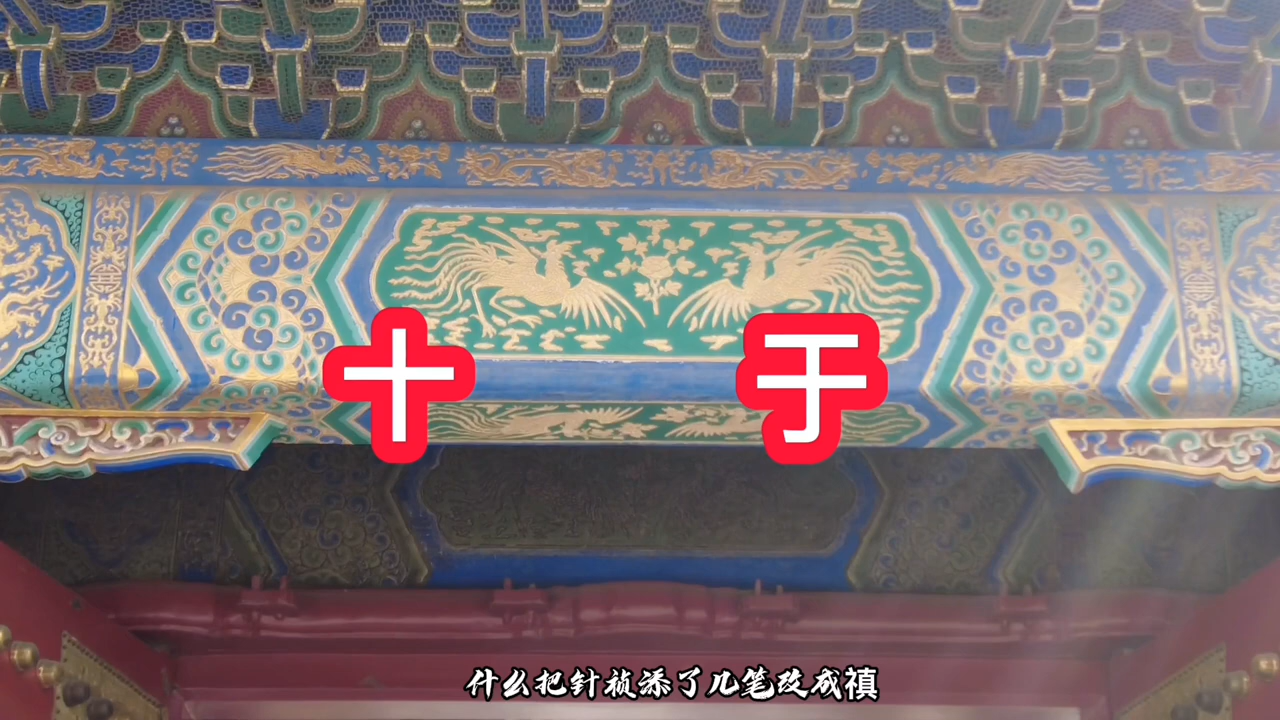 十 于
什么把针祯添了几笔改成禛